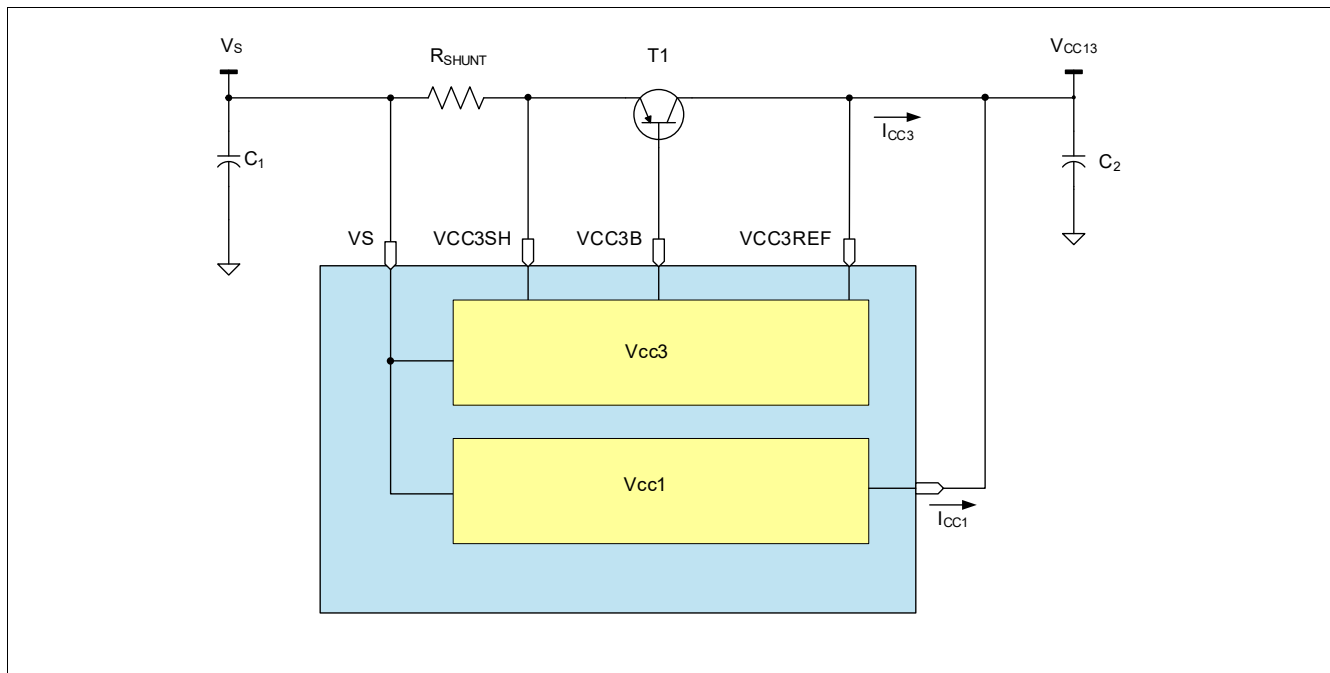 VS
RSHUNT
T1
VCC13
ICC3
C1
C2
VS
VCC3SH
VCC3B
VCC3REF
Vcc3
Vcc1
ICC1